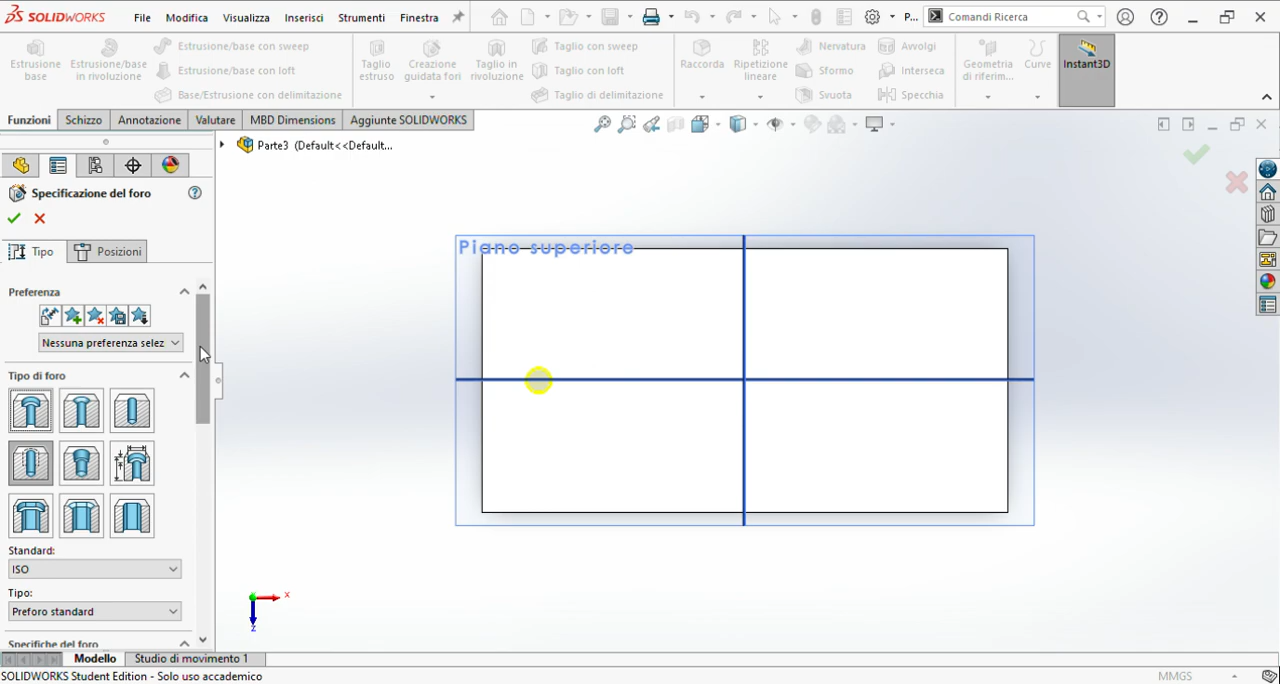 SOLIDWORKS File Modifica Visualizza Inserisci Strumenti Finestra P... Comandi Ricerca
Estrusione base
Estrusione/base in rivoluzione
Estrusione/base con sweep
Estrusione/base con loft
Base/Estrusione con delimitazione
Taglio estruso
Creazione guidata fori
Taglio in rivoluzione
Taglio con sweep
Taglio con loft
Taglio di delimitazione
Raccorda
Ripetizione lineare
Nervatura
Sformo
Svuota
Avvolgi
Interseca
Specchia
Geometria di riferim...
Curve
Instant3D
Funzioni Schizzo Annotazione Valutare MBD Dimensions Aggiunte SOLIDWORKS
Parte3 (Default<<Default...
Specificazione del foro
Tipo Posizioni
Preferenza
Nessuna preferenza selez
Tipo di foro
Standard:
ISO
Tipo:
Preforo standard
Specifiche del foro
Piano superiore
x
z
Modello Studio di movimento 1
SOLIDWORKS Student Edition - Solo uso accademico
MMGS